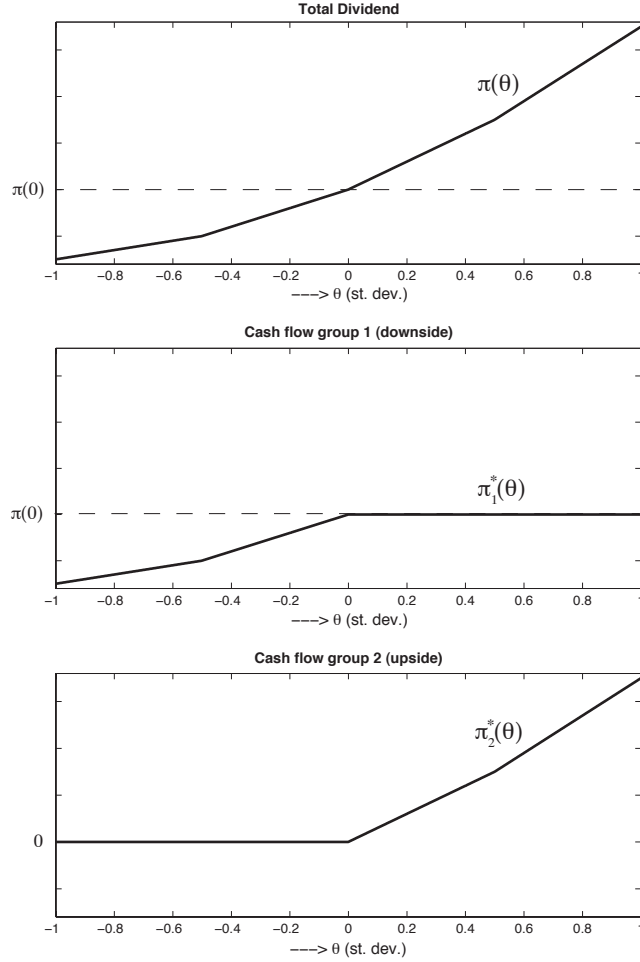 Total Dividend
π(θ)
π(0)
−1 −0.8 −0.6 −0.4 −0.2 0 0.2 0.4 0.6 0.8 1
−−−> θ (st. dev.)
Cash flow group 1 (downside)
π₁*(θ)
π(0)
−1 −0.8 −0.6 −0.4 −0.2 0 0.2 0.4 0.6 0.8 1
−−−> θ (st. dev.)
Cash flow group 2 (upside)
π₂*(θ)
0
−1 −0.8 −0.6 −0.4 −0.2 0 0.2 0.4 0.6 0.8 1
−−−> θ (st. dev.)